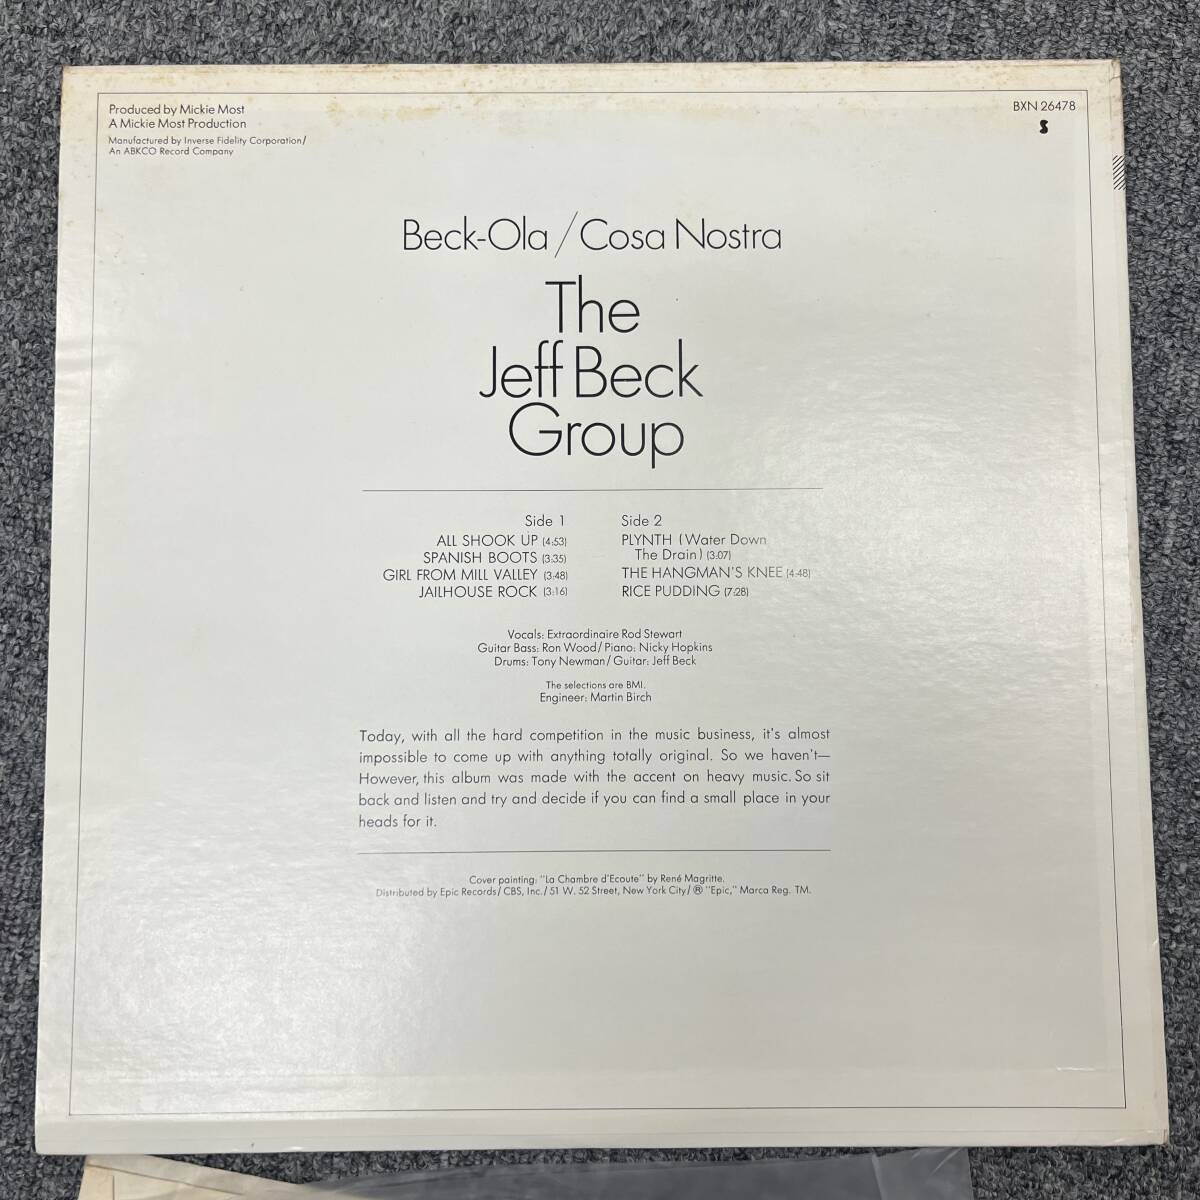 Produced by Mickie Most
A Mickie Most Production
Manufactured by Inverse Fidelity Corporation/
An ABKCO Record Company
BXN 26478
S
Beck-Ola/Cosa Nostra
The
Jeff Beck
Group
Side 1
ALL SHOOK UP (4:53)
SPANISH BOOTS (3:35)
GIRL FROM MILL VALLEY (3:48)
JAILHOUSE ROCK (3:16)
Side 2
PLYNTH (Water Down
The Drain) (3:07)
THE HANGMAN'S KNEE (4:48)
RICE PUDDING (7:28)
Vocals: Extraordinaire Rod Stewart
Guitar Bass: Ron Wood/Piano: Nicky Hopkins
Drums: Tony Newman/Guitar: Jeff Beck
The selections are BMI.
Engineer: Martin Birch
Today, with all the hard competition in the music business, it's almost
impossible to come up with anything totally original. So we haven't—
However, this album was made with the accent on heavy music. So sit
back and listen and try and decide if you can find a small place in your
heads for it.
Cover painting: "La Chambre d'Ecoute" by René Magritte.
Distributed by Epic Records/CBS, Inc./51 W. 52 Street, New York City/® "Epic," Marca Reg. TM.